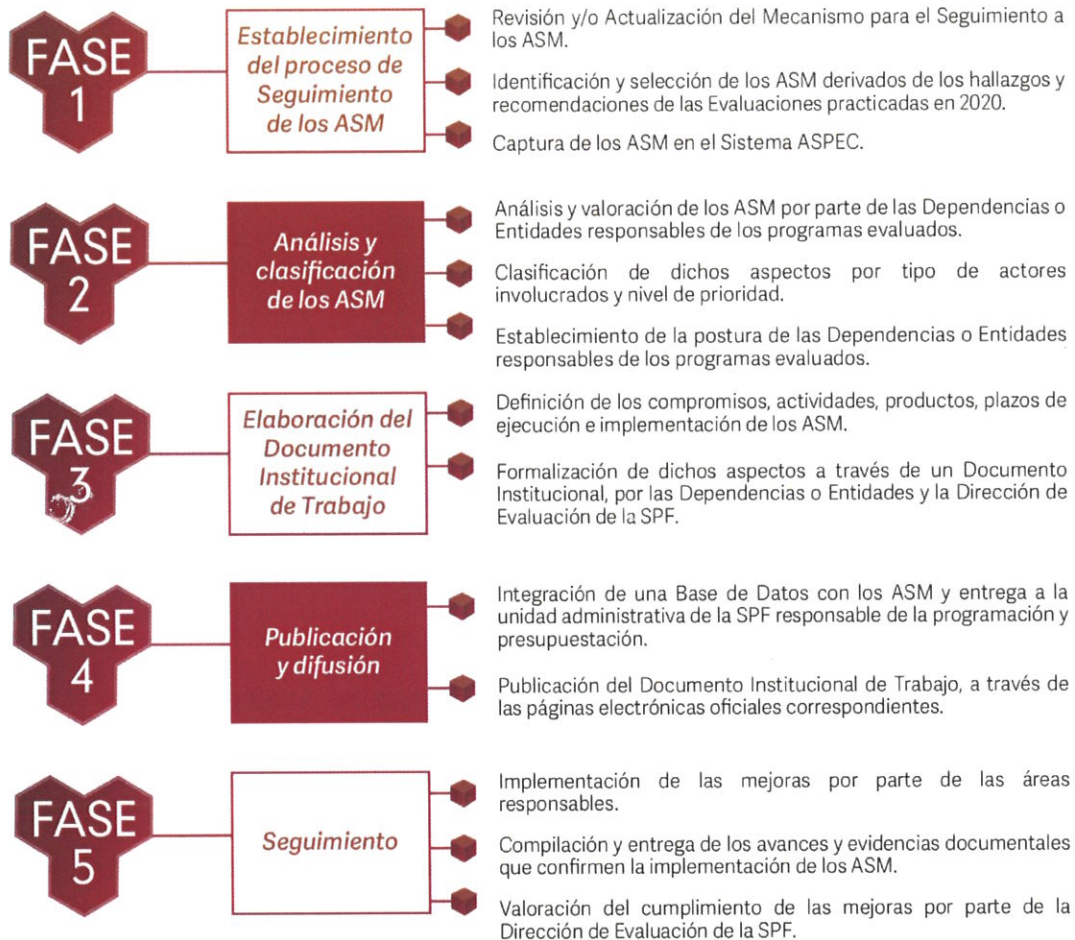 FASE
1
Establecimiento
del proceso de
Seguimiento
de los ASM
Revisión y/o Actualización del Mecanismo para el Seguimiento a
los ASM.
Identificación y selección de los ASM derivados de los hallazgos y
recomendaciones de las Evaluaciones practicadas en 2020.
Captura de los ASM en el Sistema ASPEC.
FASE
2
Análisis y
clasificación
de los ASM
Análisis y valoración de los ASM por parte de las Dependencias o
Entidades responsables de los programas evaluados.
Clasificación de dichos aspectos por tipo de actores
involucrados y nivel de prioridad.
Establecimiento de la postura de las Dependencias o Entidades
responsables de los programas evaluados.
FASE
3
Elaboración del
Documento
Institucional
de Trabajo
Definición de los compromisos, actividades, productos, plazos de
ejecución e implementación de los ASM.
Formalización de dichos aspectos a través de un Documento
Institucional, por las Dependencias o Entidades y la Dirección de
Evaluación de la SPF.
FASE
4
Publicación
y difusión
Integración de una Base de Datos con los ASM y entrega a la
unidad administrativa de la SPF responsable de la programación y
presupuestación.
Publicación del Documento Institucional de Trabajo, a través de
las páginas electrónicas oficiales correspondientes.
FASE
5
Seguimiento
Implementación de las mejoras por parte de las áreas
responsables.
Compilación y entrega de los avances y evidencias documentales
que confirmen la implementación de los ASM.
Valoración del cumplimiento de las mejoras por parte de la
Dirección de Evaluación de la SPF.